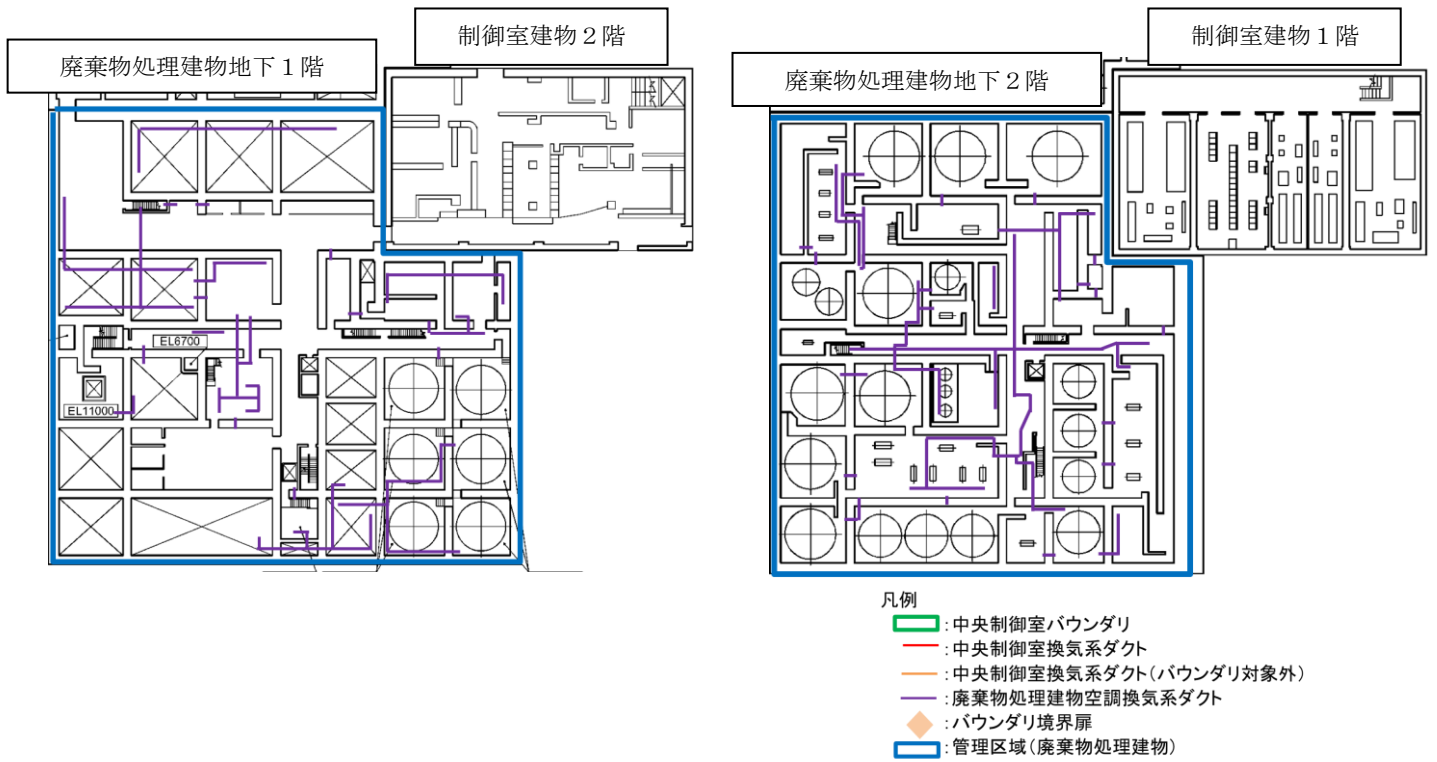 制御室建物2階
廃棄物処理建物地下1階
EL6700
EL11000
制御室建物1階
廃棄物処理建物地下2階
凡例
:中央制御室バウンダリ
:中央制御室換気系ダクト
:中央制御室換気系ダクト(バウンダリ対象外)
:廃棄物処理建物空調換気系ダクト
:バウンダリ境界扉
:管理区域(廃棄物処理建物)